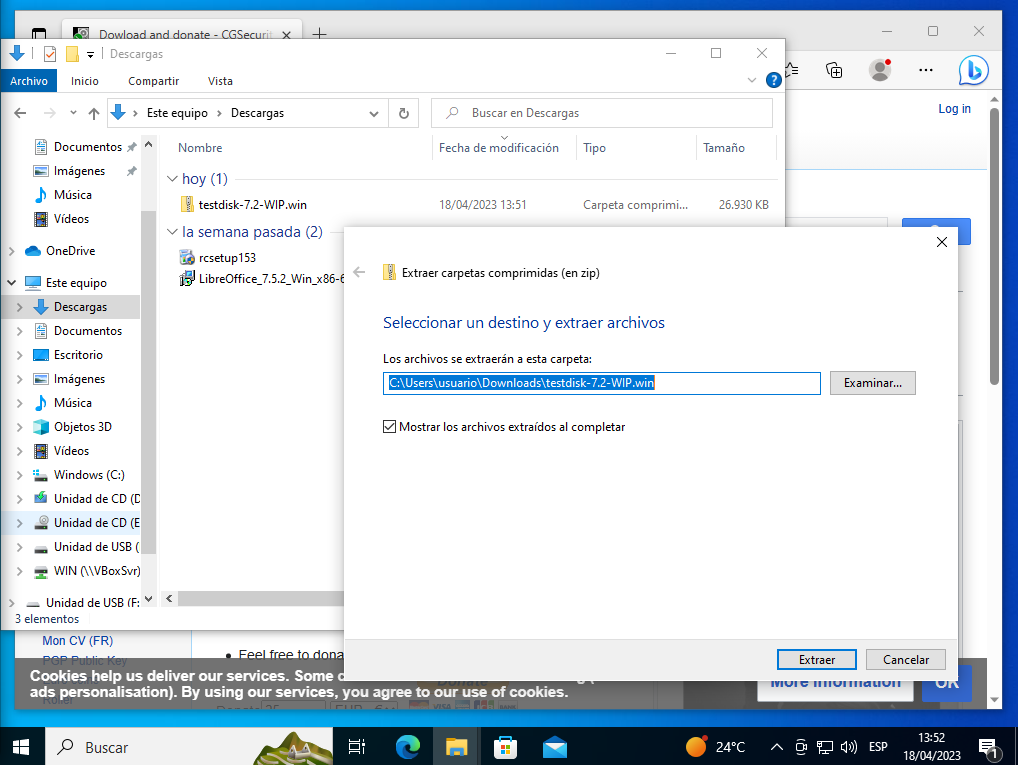 Dowload and donate - CGSecuri
Descargas
Archivo Inicio Compartir Vista
Este equipo Descargas
Buscar en Descargas
Log in
Documentos
Imágenes
Música
Vídeos
OneDrive
Este equipo
Descargas
Documentos
Escritorio
Imágenes
Música
Objetos 3D
Vídeos
Windows (C:)
Unidad de CD (D
Unidad de CD (E
Unidad de USB (
WIN (\\VBoxSvr)
Unidad de USB (F:
Nombre Fecha de modificación Tipo Tamaño
hoy (1)
testdisk-7.2-WIP.win 18/04/2023 13:51 Carpeta comprimi... 26.930 KB
la semana pasada (2)
rcsetup153
LibreOffice_7.5.2_Win_x86-6
3 elementos
Extraer carpetas comprimidas (en zip)
Seleccionar un destino y extraer archivos
Los archivos se extraerán a esta carpeta:
C:\Users\usuario\Downloads\testdisk-7.2-WIP.win
Examinar...
Mostrar los archivos extraídos al completar
Extraer Cancelar
Mon CV (FR)
PGP Public Key
Feel free to dona
Cookies help us deliver our services. Some c
ads personalisation). By using our services, you agree to our use of cookies.
More information
OK
Donate
Buscar
24°C
ESP
13:52
18/04/2023
1